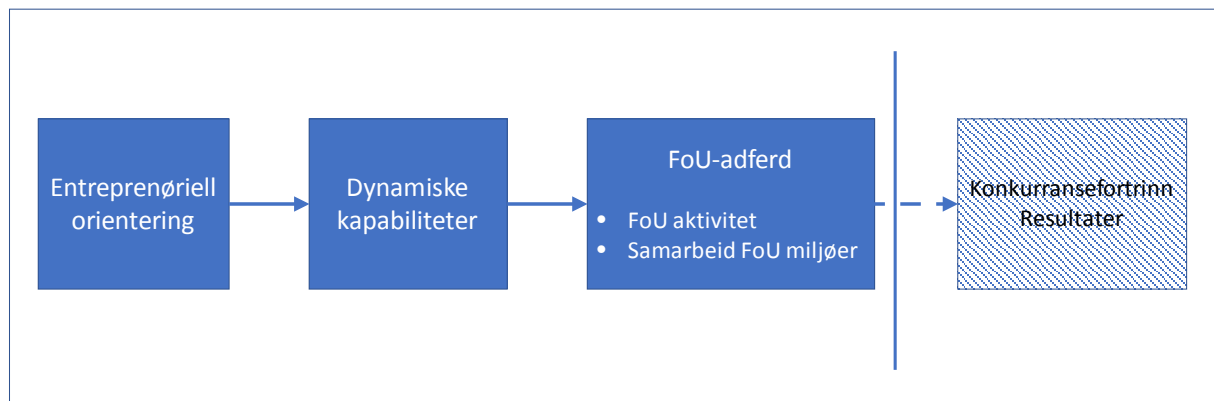 Entreprenøriell
orientering
Dynamiske
kapabiliteter
FoU-adferd
• FoU aktivitet
• Samarbeid FoU miljøer
Konkurransefortrinn
Resultater